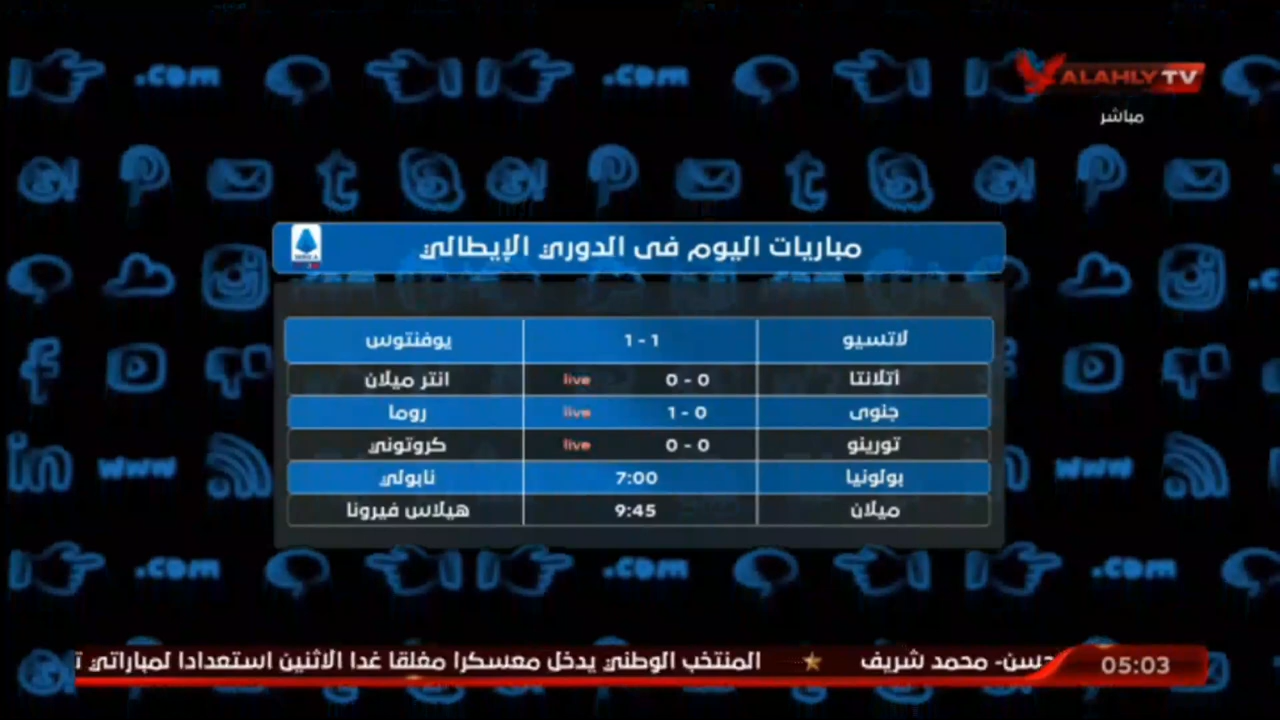 ALAHLY TV
مباشر
مباريات اليوم فى الدوري الإيطالي
لاتسيو 1 - 1 يوفنتوس
أتلانتا 0 - 0 live انتر ميلان
جنوى 1 - 0 live روما
تورينو 0 - 0 live كروتوني
بولونيا 7:00 نابولي
ميلان 9:45 هيلاس فيرونا
05:03 حسن- محمد شريف المنتخب الوطني يدخل معسكرا مغلقا غدا الاثنين استعدادا لمباراتي